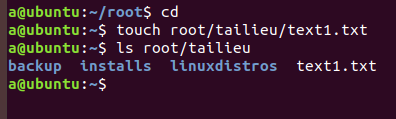 a@ubuntu:~/root$ cd
a@ubuntu:~$ touch root/tailieu/text1.txt
a@ubuntu:~$ ls root/tailieu
backup  installs  linuxdistros  text1.txt
a@ubuntu:~$